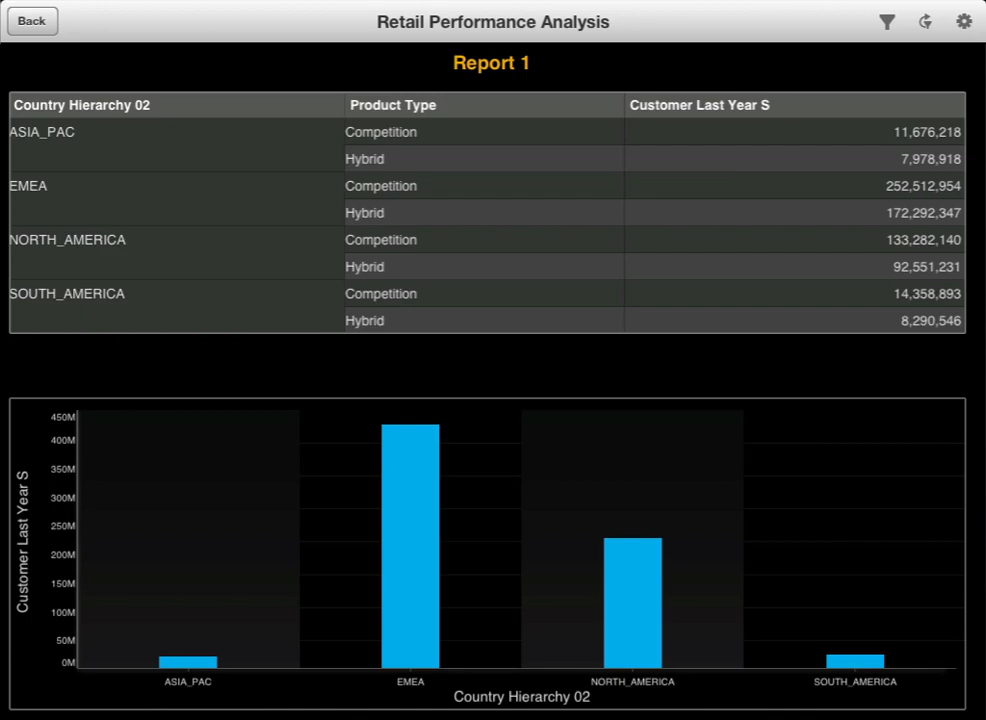 Back
Retail Performance Analysis
Report 1
Country Hierarchy 02 Product Type Customer Last Year S
ASIA_PAC Competition 11,676,218
Hybrid 7,978,918
EMEA Competition 252,512,954
Hybrid 172,292,347
NORTH_AMERICA Competition 133,282,140
Hybrid 92,551,231
SOUTH_AMERICA Competition 14,358,893
Hybrid 8,290,546
Customer Last Year S
450M
400M
350M
300M
250M
200M
150M
100M
50M
0M
ASIA_PAC EMEA NORTH_AMERICA SOUTH_AMERICA
Country Hierarchy 02